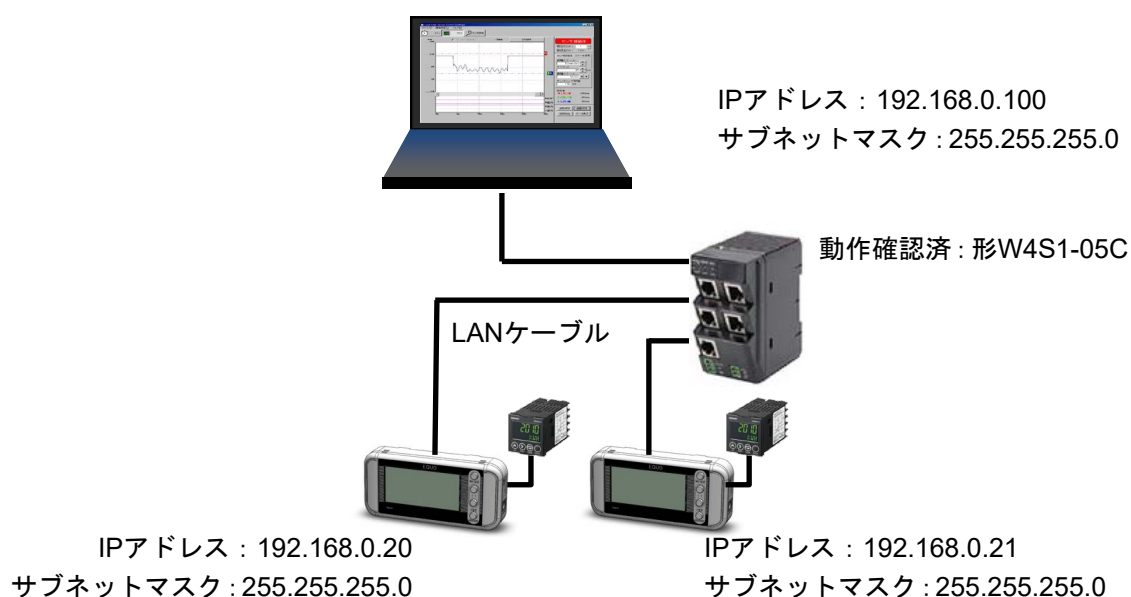 IPアドレス：192.168.0.100
サブネットマスク：255.255.255.0
動作確認済：形W4S1-05C
LANケーブル
EQUO
EQUO
IPアドレス：192.168.0.20
サブネットマスク：255.255.255.0
IPアドレス：192.168.0.21
サブネットマスク：255.255.255.0